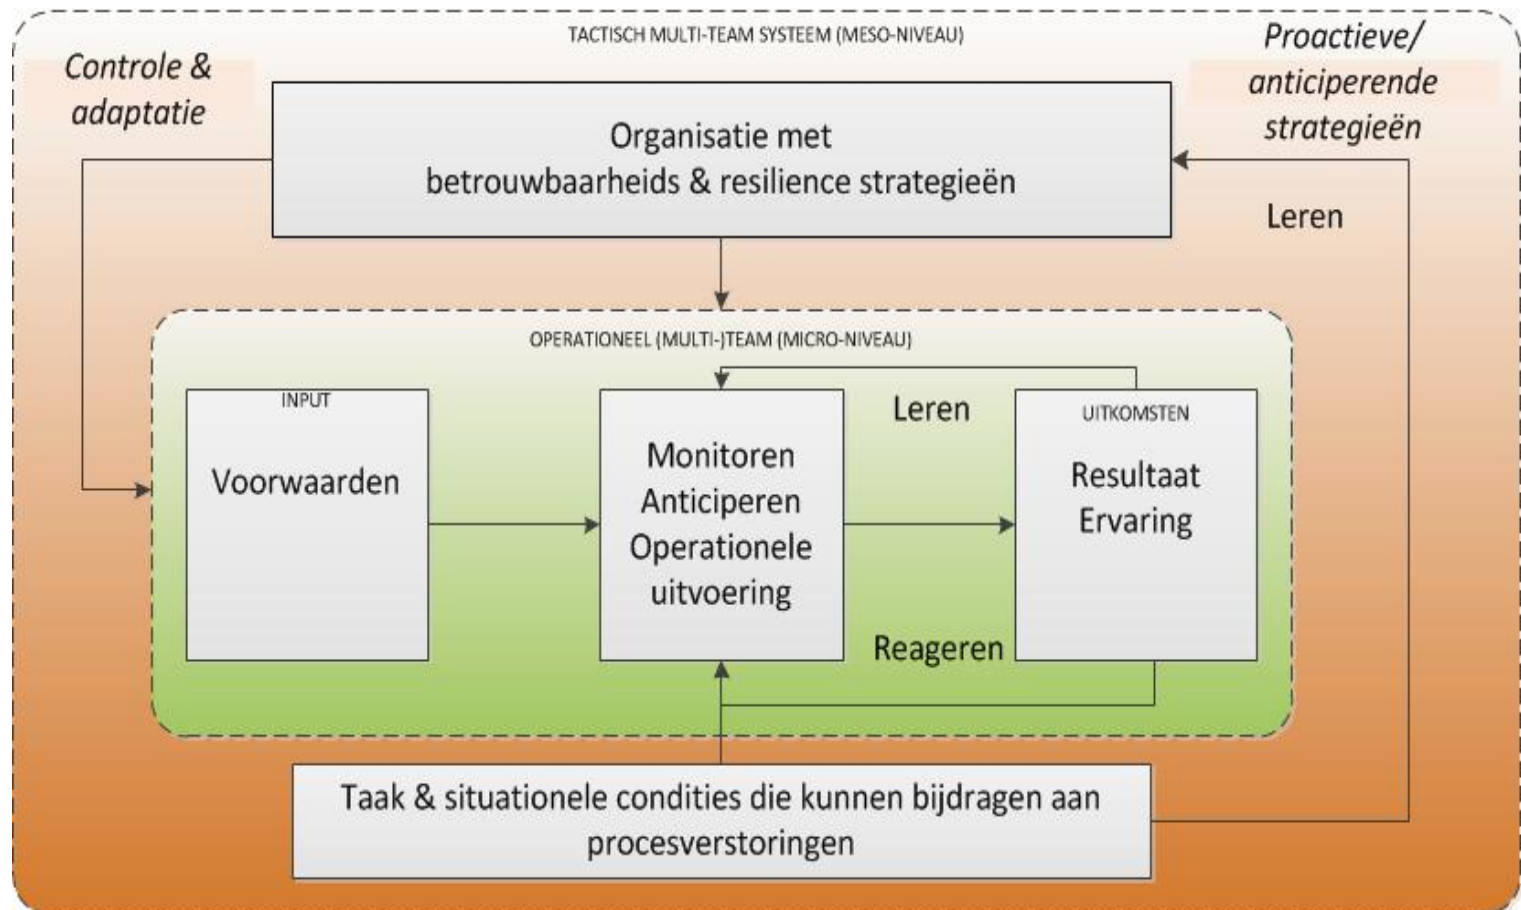 TACTISCH MULTI-TEAM SYSTEEM (MESO-NIVEAU)
Controle &
adaptatie
Proactieve/
anticiperende
strategieën
Organisatie met
betrouwbaarheids & resilience strategieën
Leren
OPERATIONEEL (MULTI-)TEAM (MICRO-NIVEAU)
INPUT
Voorwaarden
Monitoren
Anticiperen
Operationele
uitvoering
Leren
Reageren
UITKOMSTEN
Resultaat
Ervaring
Taak & situationele condities die kunnen bijdragen aan
procesverstoringen